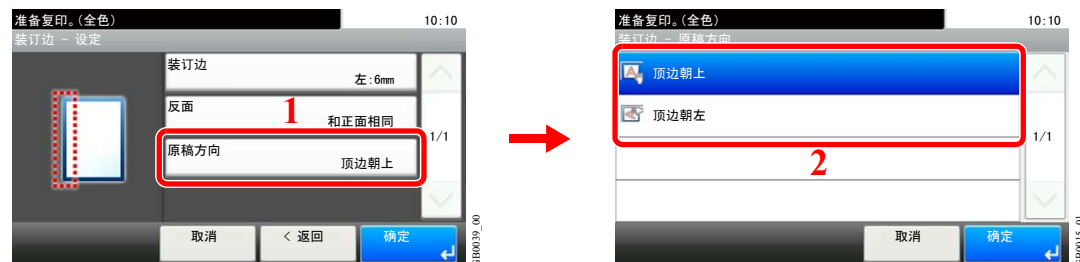 准备复印。(全色)
10:10
装订边 - 设定
装订边
左:6mm
反面
1
和正面相同
1/1
原稿方向
顶边朝上
取消
< 返回
确定
GB0039_00
准备复印。(全色)
10:10
装订边 - 原稿方向
顶边朝上
顶边朝左
1/1
2
取消
确定